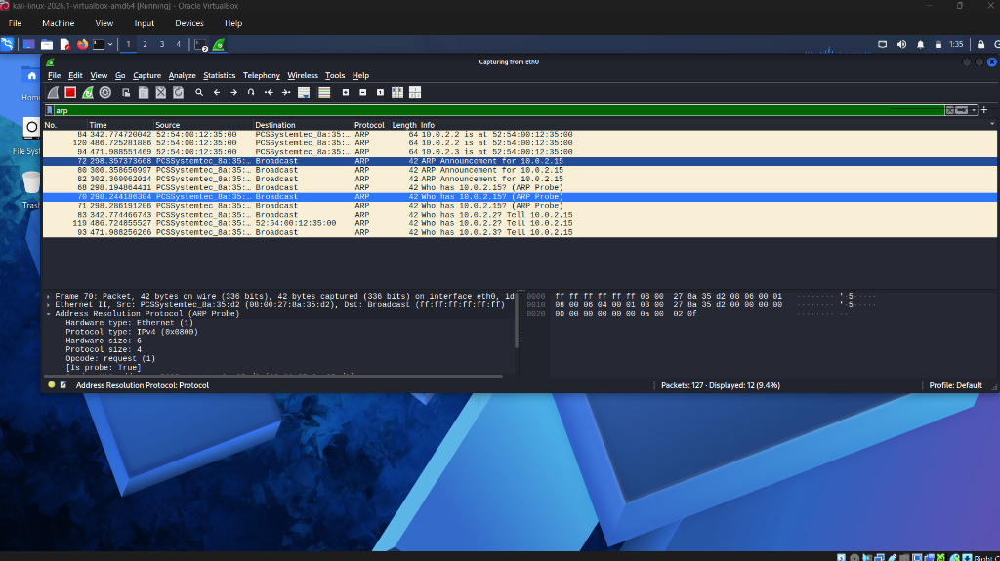 kali-linux-2026.1-virtualbox-amd64 [Running] - Oracle VirtualBox
File Machine View Input Devices Help
1 2 3 4 1:35
Capturing from eth0
File Edit View Go Capture Analyze Statistics Telephony Wireless Tools Help
arp
No. Time Source Destination Protocol Length Info
84 342.774720042 52:54:00:12:35:00 PCSSystemtec_8a:35:… ARP 64 10.0.2.2 is at 52:54:00:12:35:00
120 486.725281886 52:54:00:12:35:00 PCSSystemtec_8a:35:… ARP 64 10.0.2.2 is at 52:54:00:12:35:00
94 471.988551469 52:54:00:12:35:00 PCSSystemtec_8a:35:… ARP 64 10.0.2.3 is at 52:54:00:12:35:00
72 298.357373668 PCSSystemtec_8a:35:… Broadcast ARP 42 ARP Announcement for 10.0.2.15
80 300.358650997 PCSSystemtec_8a:35:… Broadcast ARP 42 ARP Announcement for 10.0.2.15
82 302.360062014 PCSSystemtec_8a:35:… Broadcast ARP 42 ARP Announcement for 10.0.2.15
68 298.194864411 PCSSystemtec_8a:35:… Broadcast ARP 42 Who has 10.0.2.15? (ARP Probe)
70 298.244186304 PCSSystemtec_8a:35:… Broadcast ARP 42 Who has 10.0.2.15? (ARP Probe)
71 298.286191206 PCSSystemtec_8a:35:… Broadcast ARP 42 Who has 10.0.2.15? (ARP Probe)
83 342.774466743 PCSSystemtec_8a:35:… Broadcast ARP 42 Who has 10.0.2.2? Tell 10.0.2.15
119 486.724855527 PCSSystemtec_8a:35:… 52:54:00:12:35:00 ARP 42 Who has 10.0.2.2? Tell 10.0.2.15
93 471.988256266 PCSSystemtec_8a:35:… Broadcast ARP 42 Who has 10.0.2.3? Tell 10.0.2.15
Home
File Syst
Trash
Frame 70: Packet, 42 bytes on wire (336 bits), 42 bytes captured (336 bits) on interface eth0, id
Ethernet II, Src: PCSSystemtec_8a:35:d2 (08:00:27:8a:35:d2), Dst: Broadcast (ff:ff:ff:ff:ff:ff)
Address Resolution Protocol (ARP Probe)
Hardware type: Ethernet (1)
Protocol type: IPv4 (0x0800)
Hardware size: 6
Protocol size: 4
Opcode: request (1)
[Is probe: True]
0000 ff ff ff ff ff ff 08 00 27 8a 35 d2 08 06 00 01 ········ '·5·····
0010 08 00 06 04 00 01 08 00 27 8a 35 d2 00 00 00 00 ········ '·5·····
0020 00 00 00 00 00 00 0a 00 02 0f ········ ··
Address Resolution Protocol: Protocol
Packets: 127 · Displayed: 12 (9.4%)
Profile: Default
Right C